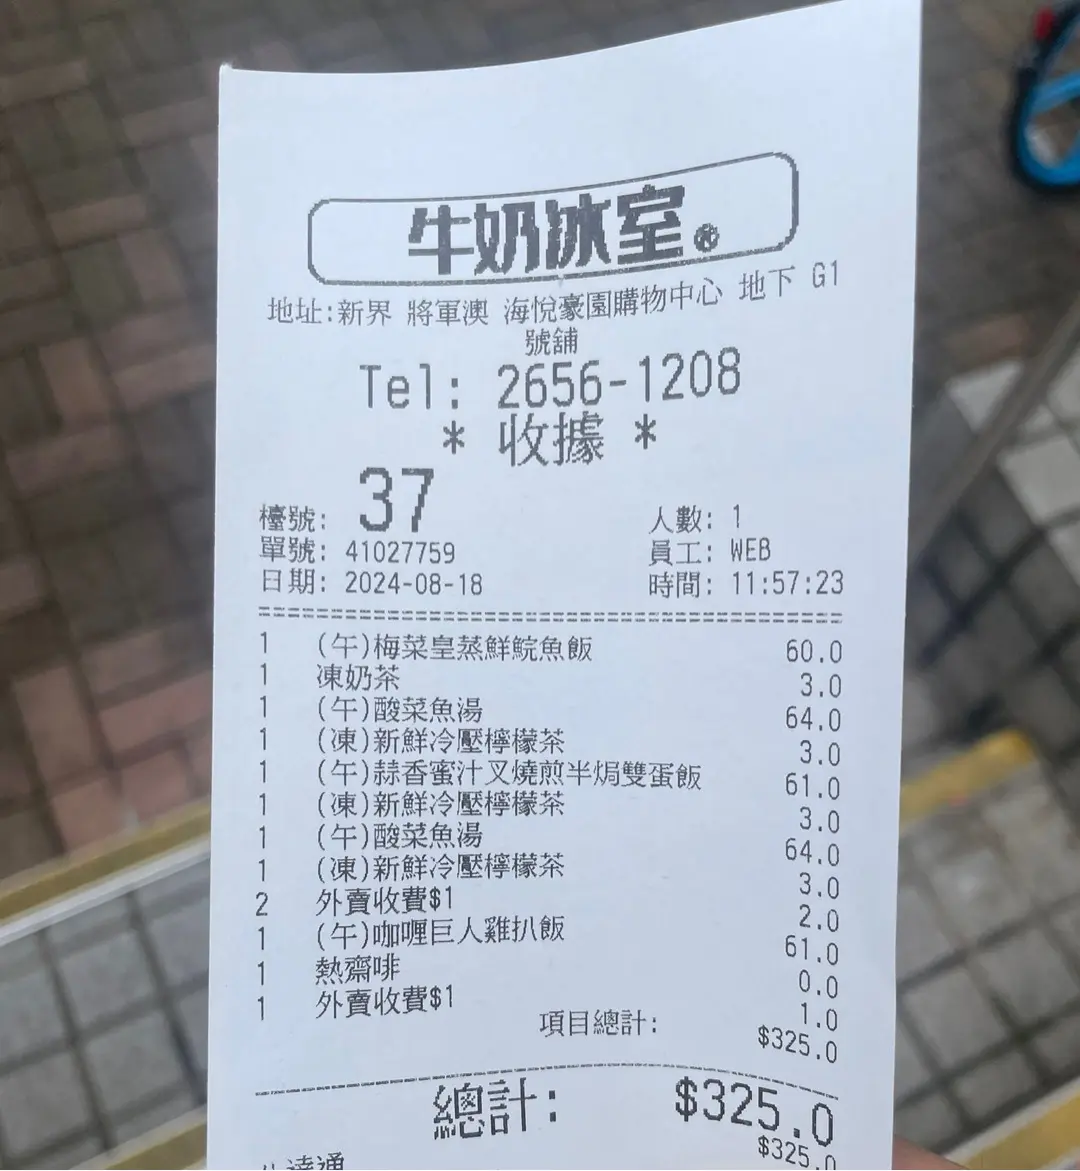 牛奶冰室®
地址:新界 將軍澳 海悅豪園購物中心 地下 G1
號舖
Tel: 2656-1208
* 收據 *
檯號: 37 人數: 1
單號: 41027759 員工: WEB
日期: 2024-08-18 時間: 11:57:23
1 (午)梅菜皇蒸鮮鯇魚飯 60.0
1 凍奶茶 3.0
1 (午)酸菜魚湯 64.0
1 (凍)新鮮冷壓檸檬茶 3.0
1 (午)蒜香蜜汁叉燒煎半焗雙蛋飯 61.0
1 (凍)新鮮冷壓檸檬茶 3.0
1 (午)酸菜魚湯 64.0
1 (凍)新鮮冷壓檸檬茶 3.0
2 外賣收費$1 2.0
1 (午)咖喱巨人雞扒飯 61.0
1 熱齋啡 0.0
1 外賣收費$1 1.0
項目總計: $325.0
總計: $325.0
八達通 $325.0